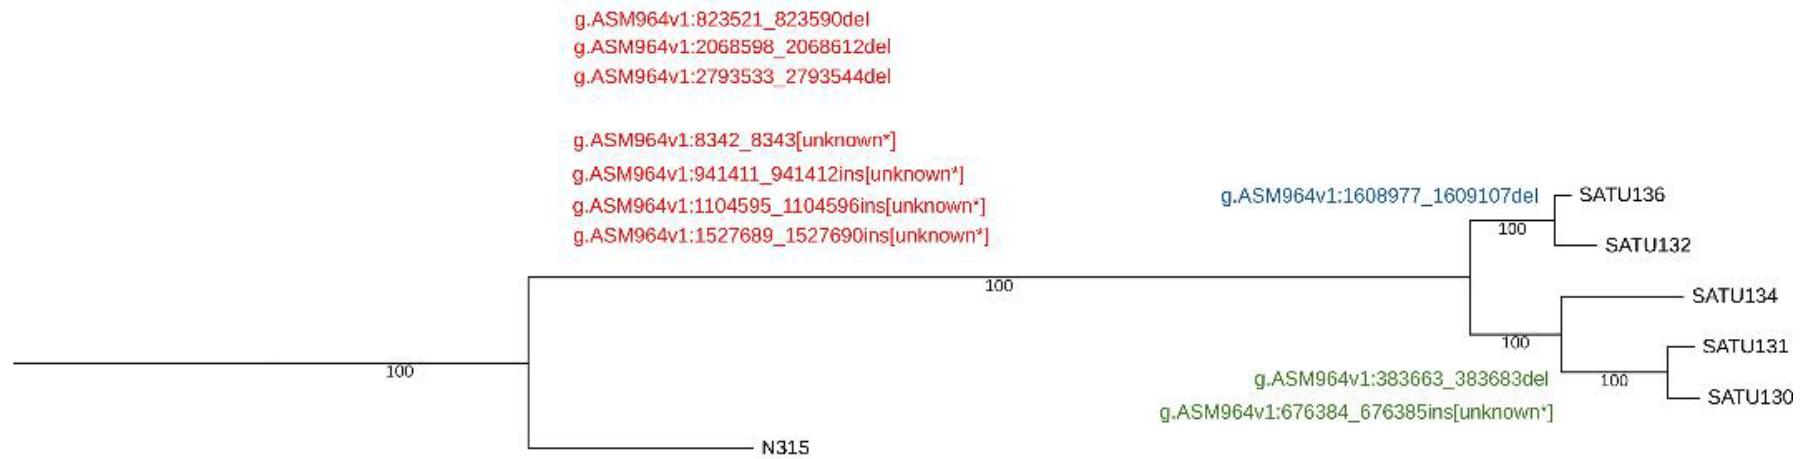 g.ASM964v1:823521_823590del
g.ASM964v1:2068598_2068612del
g.ASM964v1:2793533_2793544del
g.ASM964v1:8342_8343[unknown*]
g.ASM964v1:941411_941412ins[unknown*]
g.ASM964v1:1104595_1104596ins[unknown*]
g.ASM964v1:1527689_1527690ins[unknown*]
g.ASM964v1:1608977_1609107del
SATU136
100
SATU132
100
SATU134
100
SATU131
100
g.ASM964v1:383663_383683del
100
SATU130
g.ASM964v1:676384_676385ins[unknown*]
N315